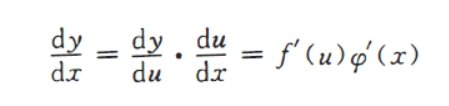 dy/dx = dy/du · du/dx = f′(u)φ′(x)